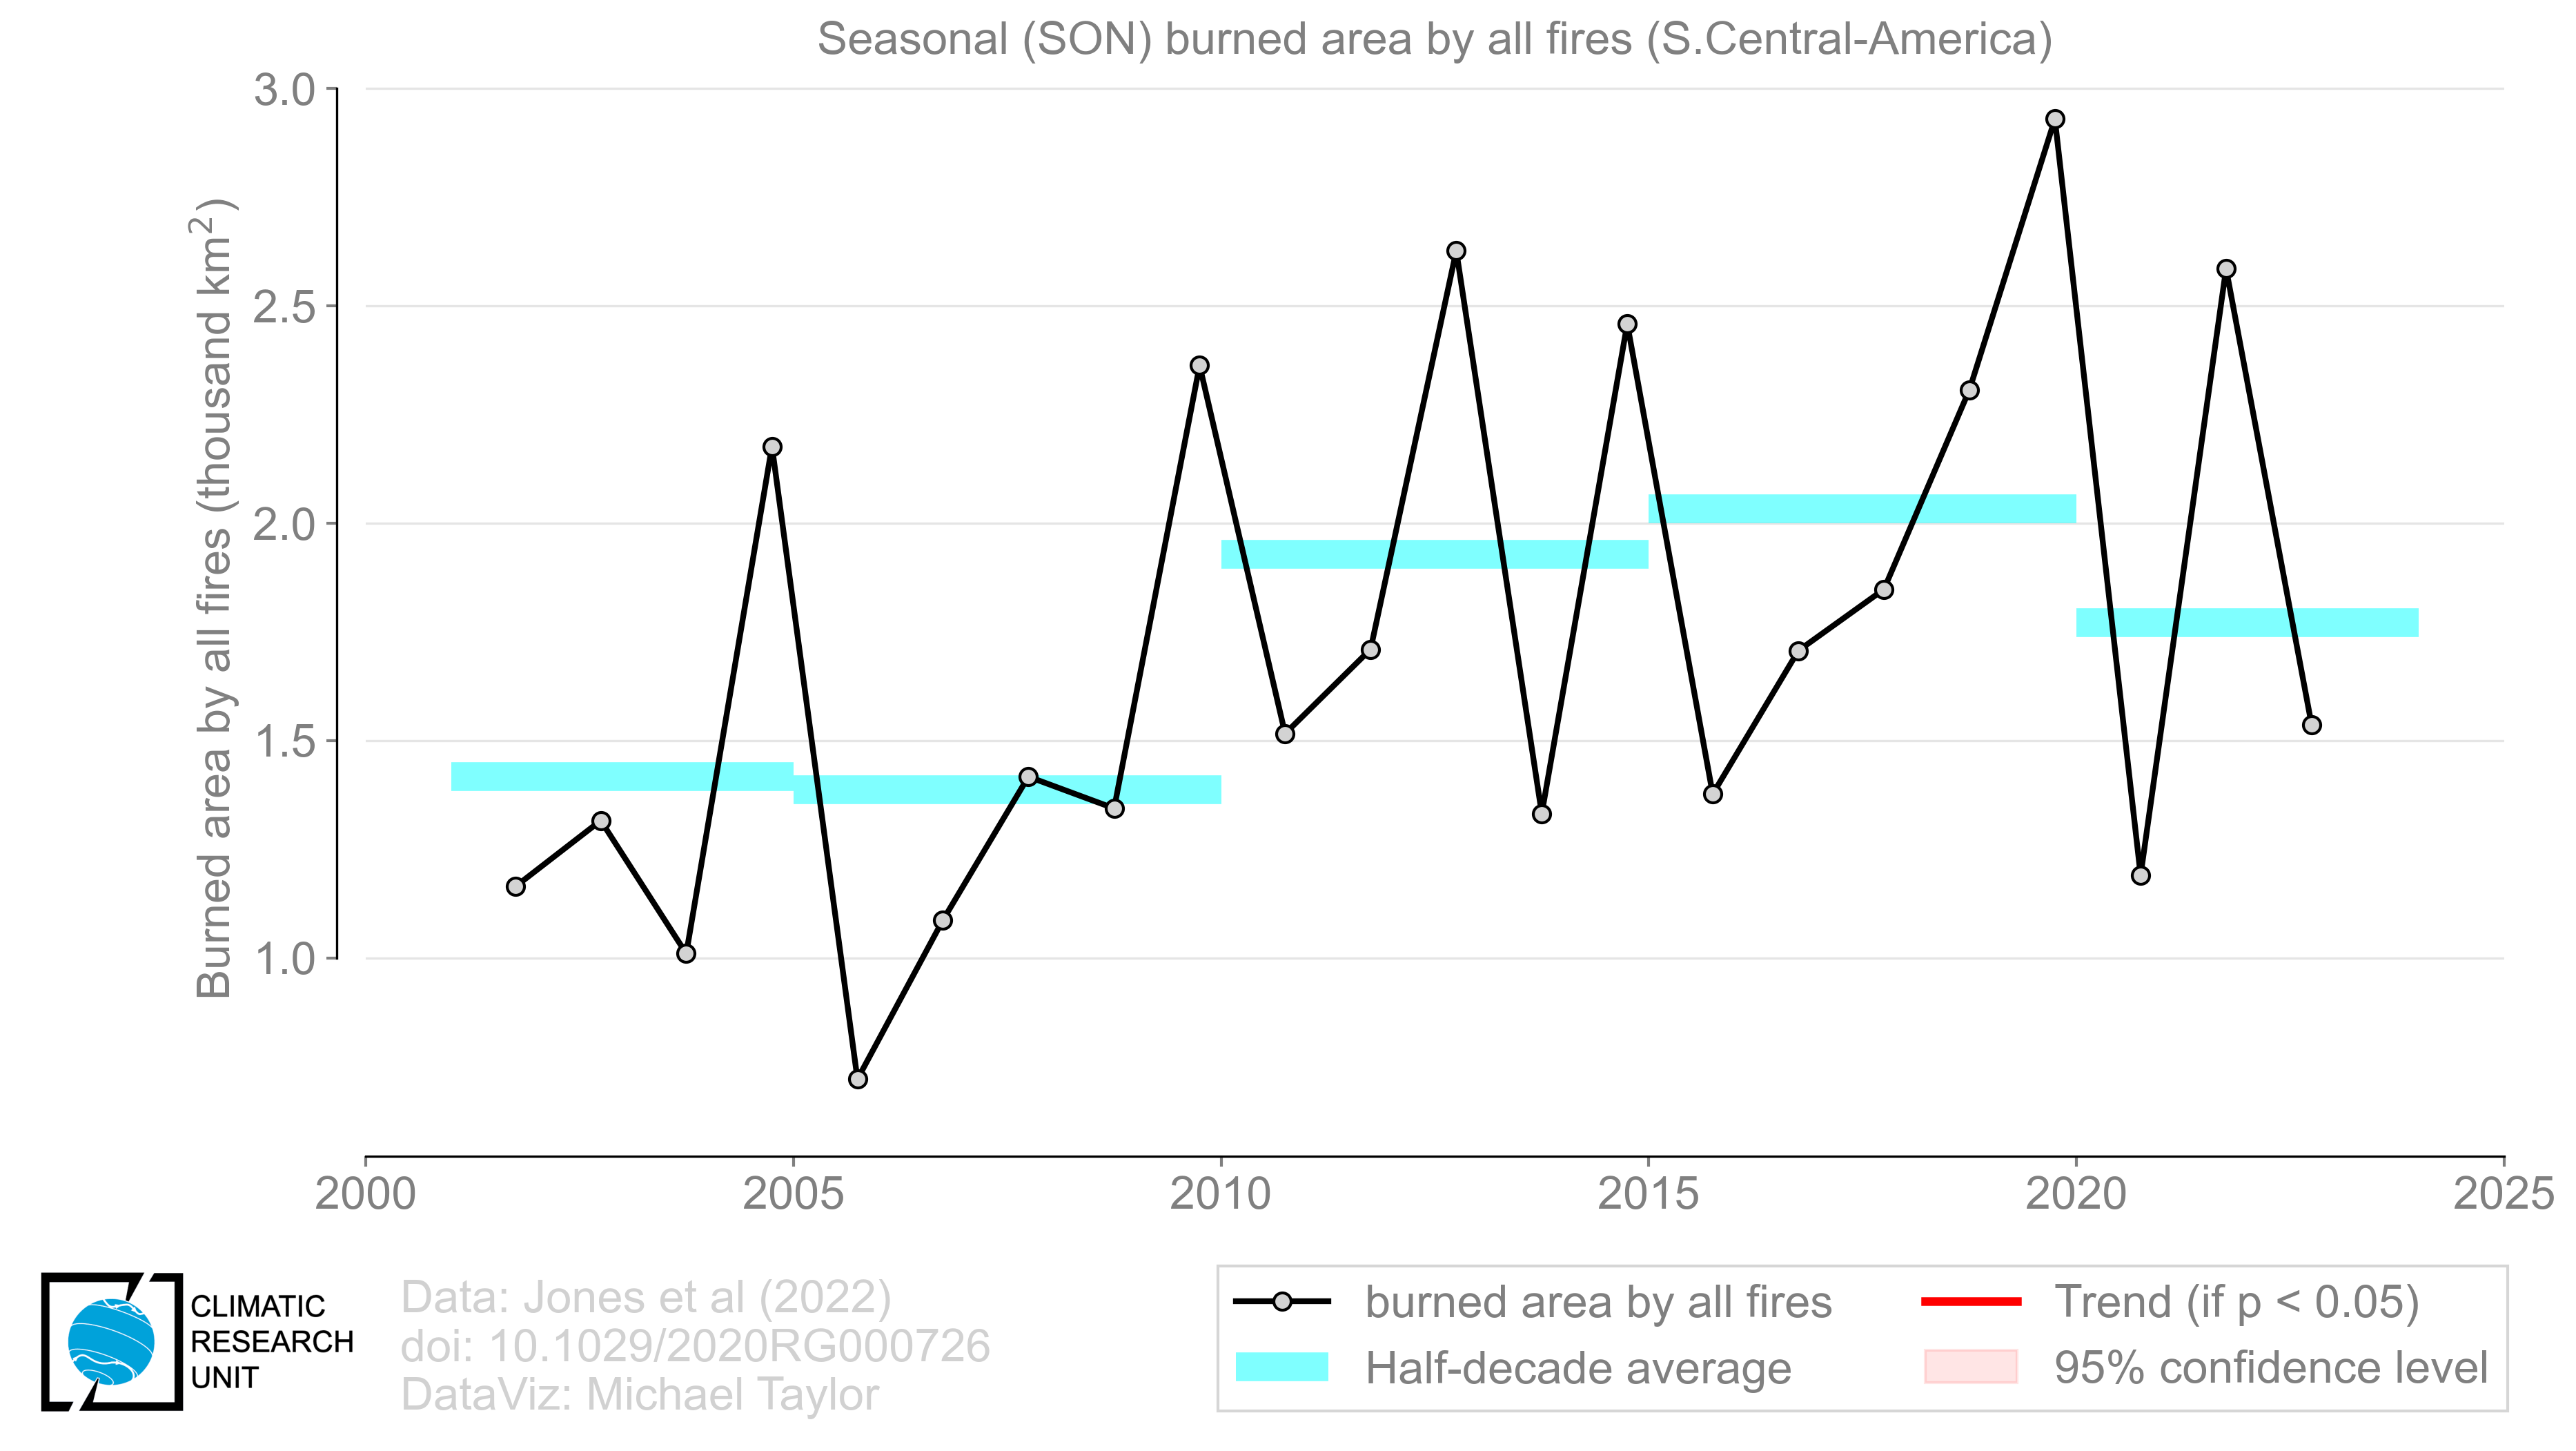 Seasonal (SON) burned area by all fires (S.Central-America)
Burned area by all fires (thousand km²)
3.0
2.5
2.0
1.5
1.0
2000 2005 2010 2015 2020 2025
CLIMATIC
RESEARCH
UNIT
Data: Jones et al (2022)
doi: 10.1029/2020RG000726
DataViz: Michael Taylor
burned area by all fires
Half-decade average
Trend (if p < 0.05)
95% confidence level